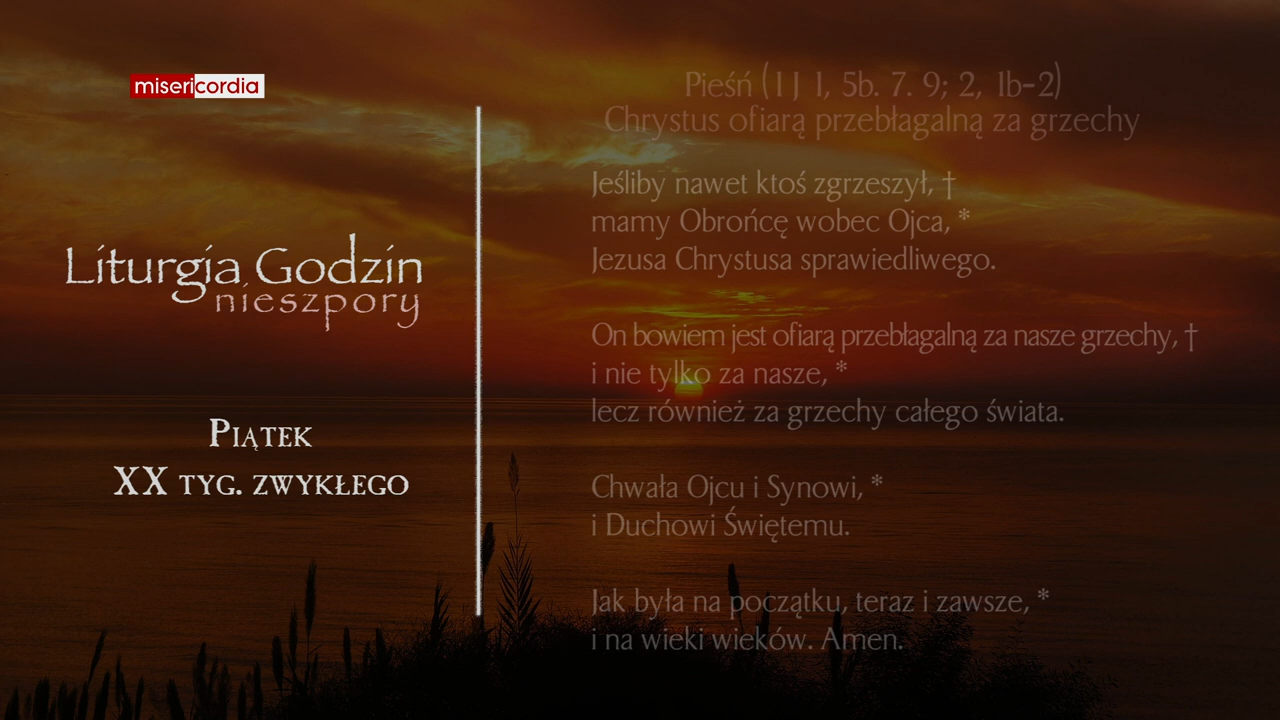 misericordia
Liturgia Godzin
nieszpory
Piątek
XX tyg. zwykłego
Pieśń (1 J 1, 5b. 7. 9; 2, 1b-2)
Chrystus ofiarą przebłagalną za grzechy
Jeśliby nawet ktoś zgrzeszył, †
mamy Obrońcę wobec Ojca, *
Jezusa Chrystusa sprawiedliwego.
On bowiem jest ofiarą przebłagalną za nasze grzechy, †
i nie tylko za nasze, *
lecz również za grzechy całego świata.
Chwała Ojcu i Synowi, *
i Duchowi Świętemu.
Jak była na początku, teraz i zawsze, *
i na wieki wieków. Amen.